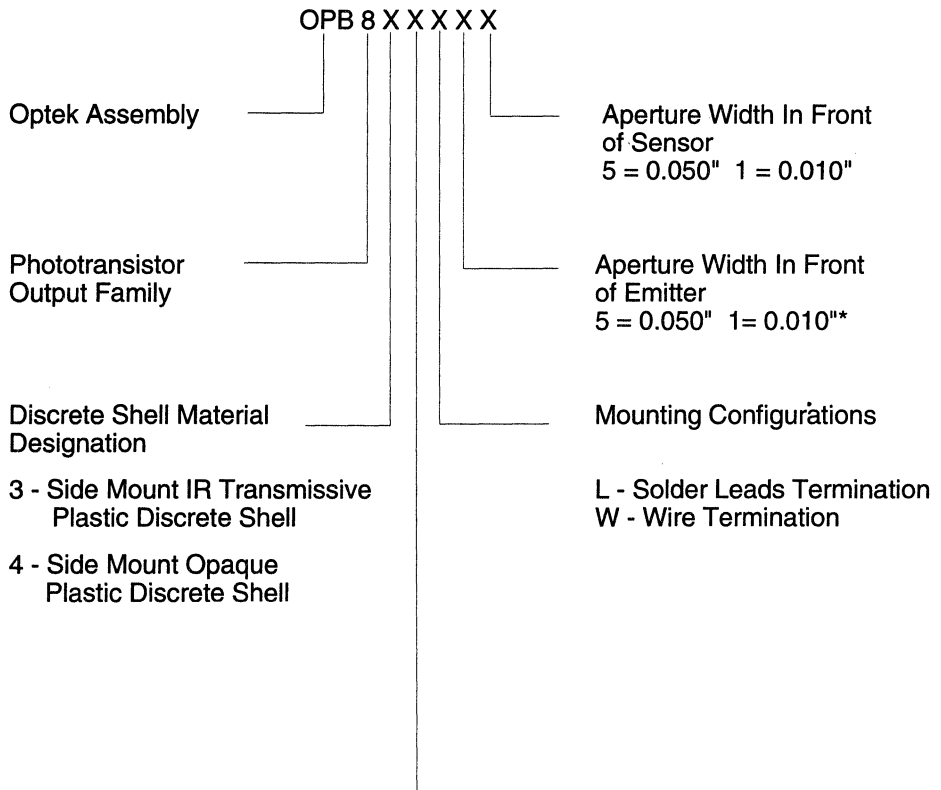 OPB 8 X X X X X
Optek Assembly
Aperture Width In Front
of Sensor
5 = 0.050" 1 = 0.010"
Phototransistor
Output Family
Aperture Width In Front
of Emitter
5 = 0.050" 1= 0.010"*
Discrete Shell Material
Designation
3 - Side Mount IR Transmissive
Plastic Discrete Shell
4 - Side Mount Opaque
Plastic Discrete Shell
Mounting Configurations
L - Solder Leads Termination
W - Wire Termination